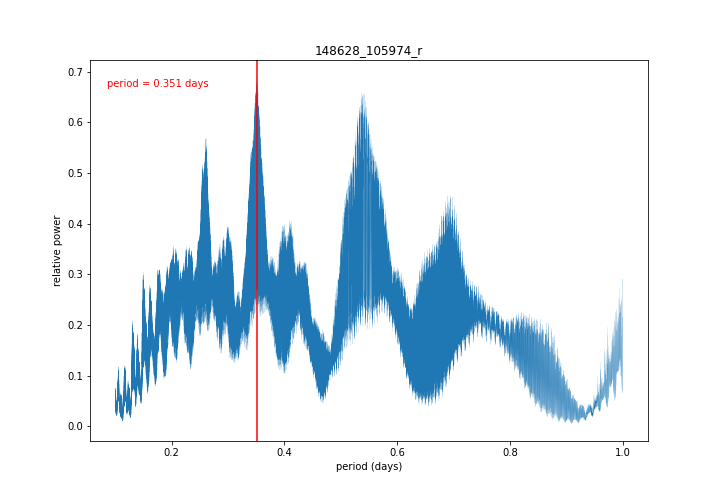 148628_105974_r
period = 0.351 days
relative power
0.7
0.6
0.5
0.4
0.3
0.2
0.1
0.0
0.2 0.4 0.6 0.8 1.0
period (days)